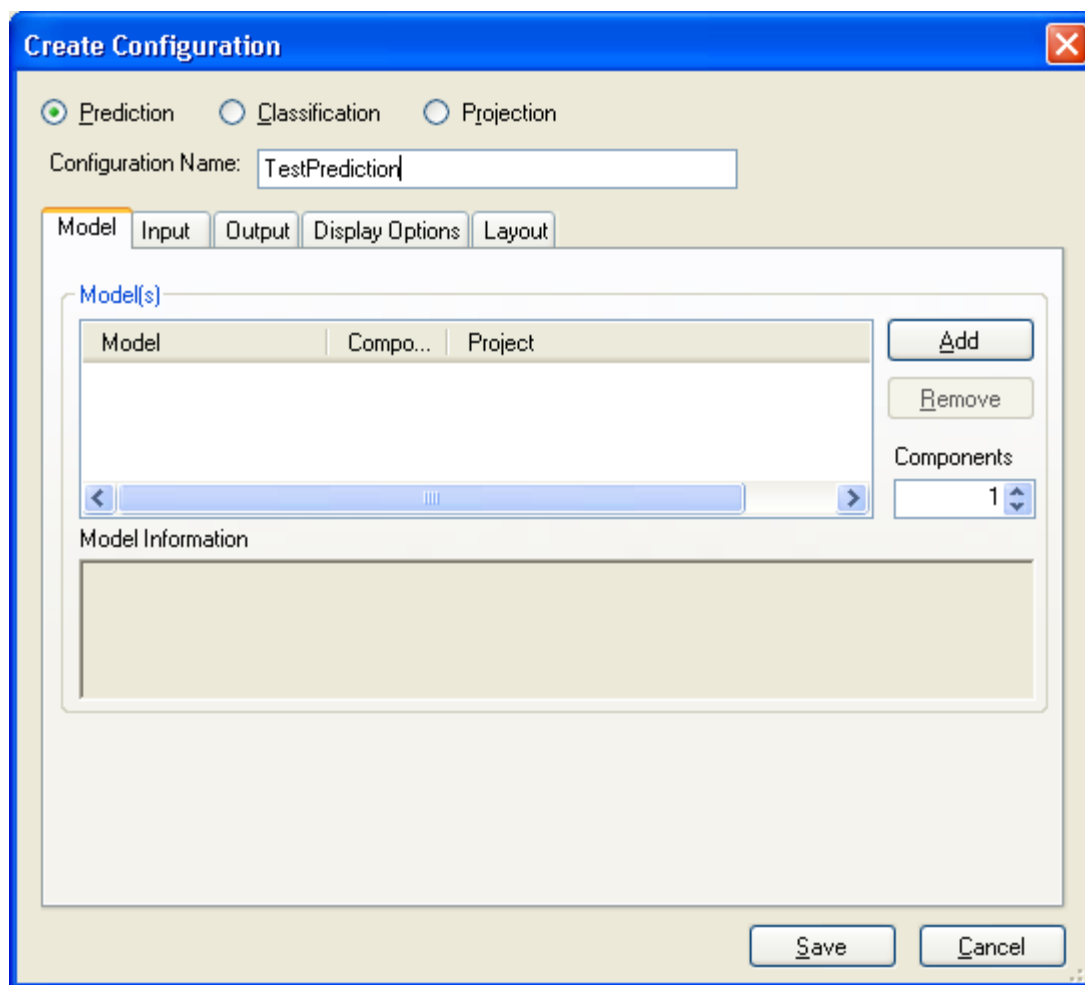 Create Configuration
Prediction Classification Projection
Configuration Name: TestPrediction
Model Input Output Display Options Layout
Model(s)
Model Compo... Project
Add
Remove
Components
1
Model Information
Save Cancel